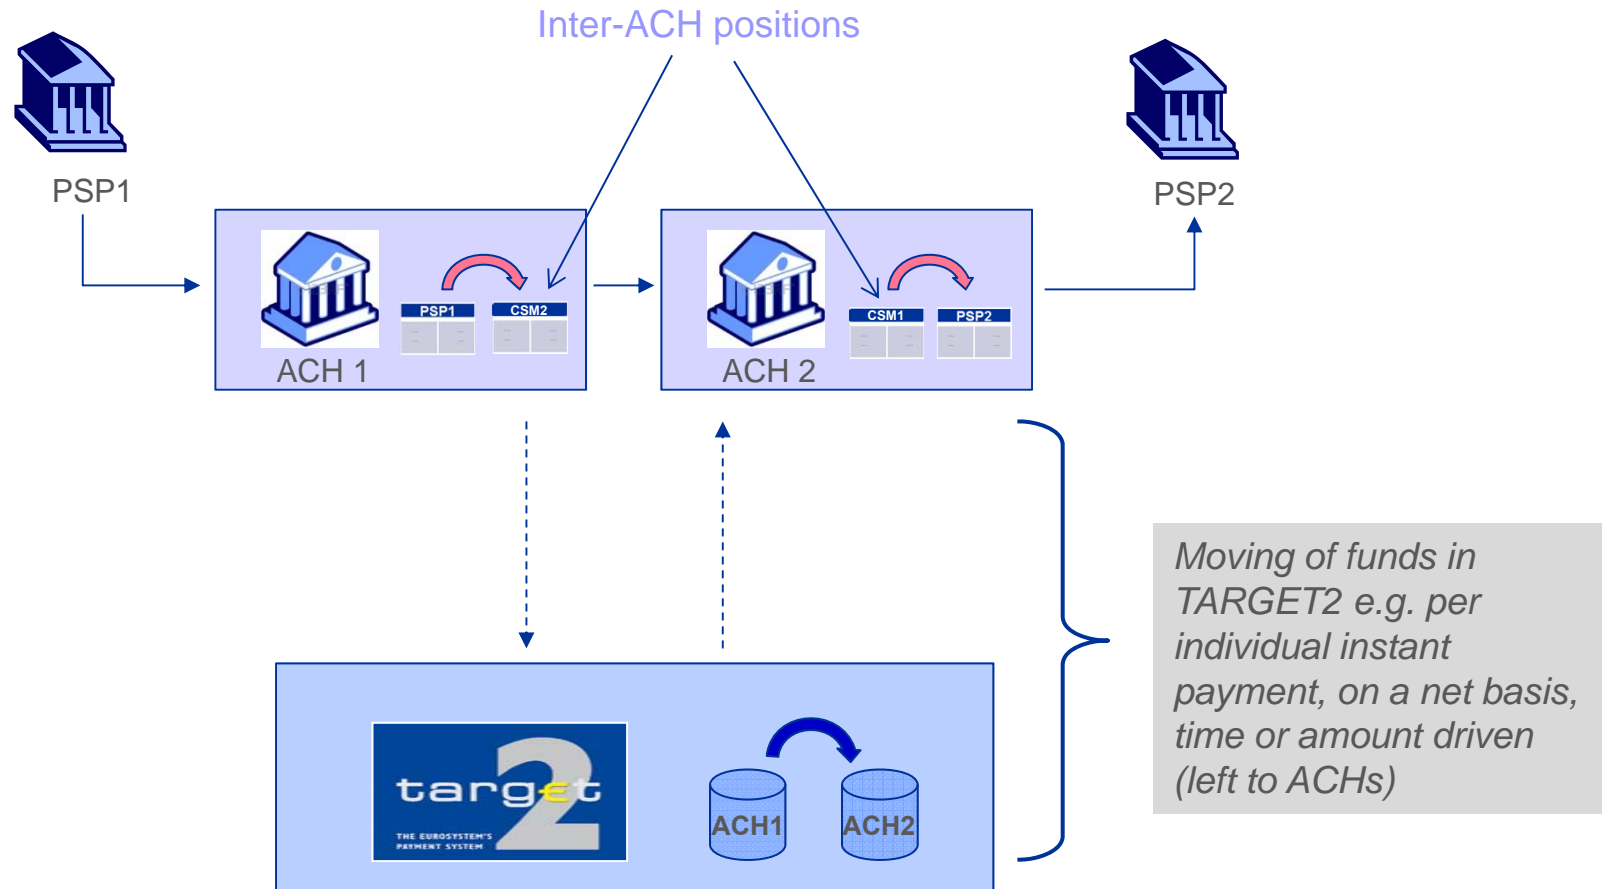 Inter-ACH positions
PSP1
PSP2
PSP1
CSM2
CSM1
PSP2
ACH 1
ACH 2
Moving of funds in
TARGET2 e.g. per
individual instant
payment, on a net basis,
time or amount driven
(left to ACHs)
2
targ€t
THE EUROSYSTEM'S
PAYMENT SYSTEM
ACH1
ACH2